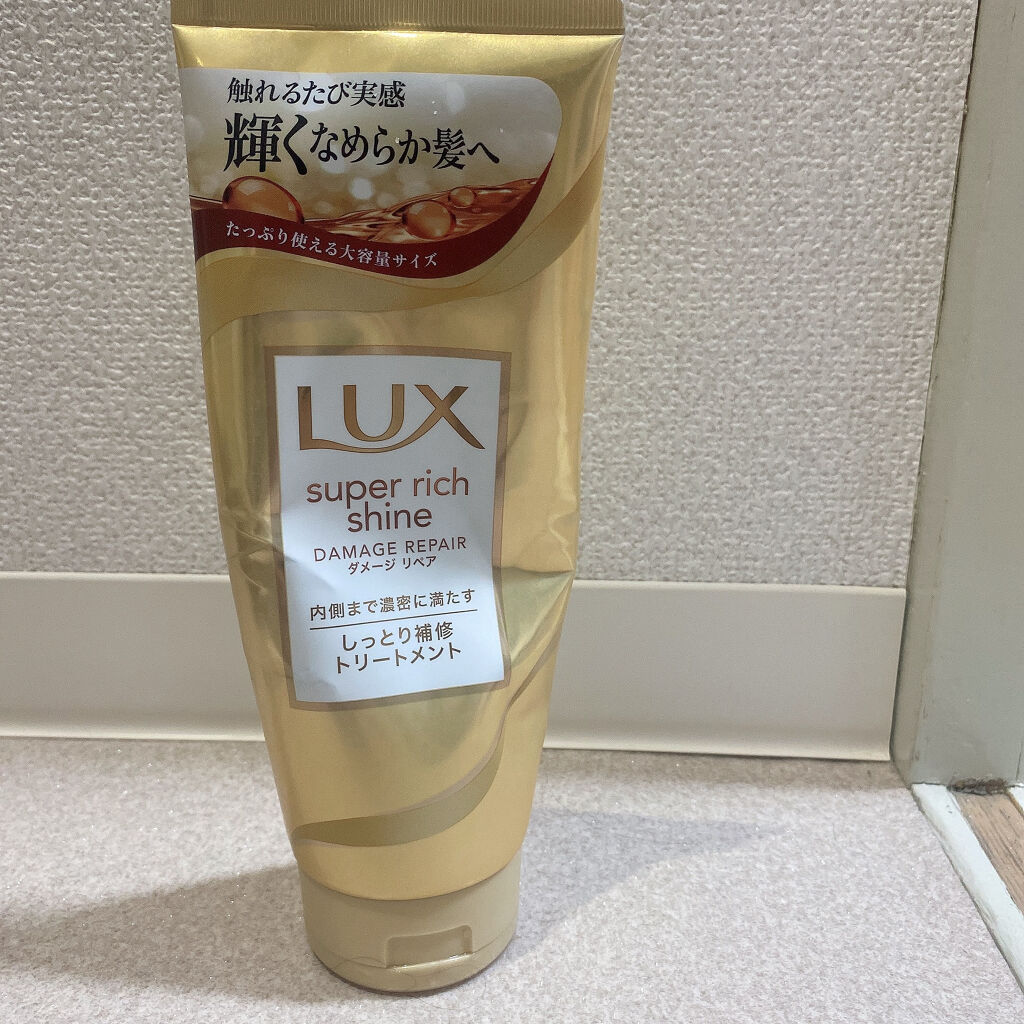 触れるたび実感
輝くなめらか髪へ
たっぷり使える大容量サイズ
LUX
super rich
shine
DAMAGE REPAIR
ダメージ リペア
内側まで濃密に満たす
しっとり補修
トリートメント